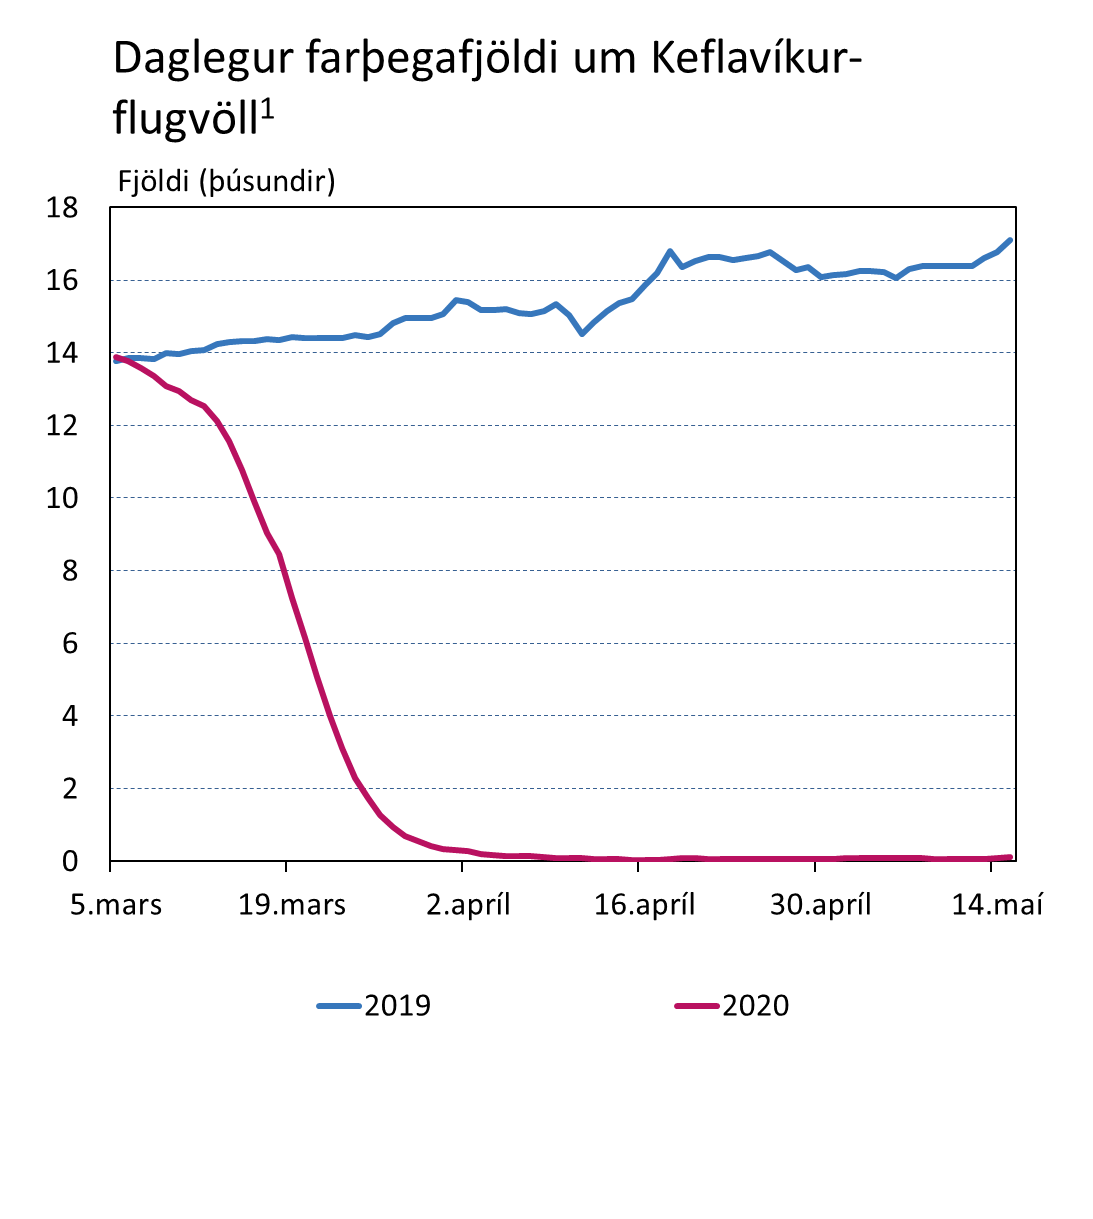 Daglegur farþegafjöldi um Keflavíkur-
flugvöll¹
Fjöldi (þúsundir)
18
16
14
12
10
8
6
4
2
0
5.mars 19.mars 2.apríl 16.apríl 30.apríl 14.maí
2019 2020